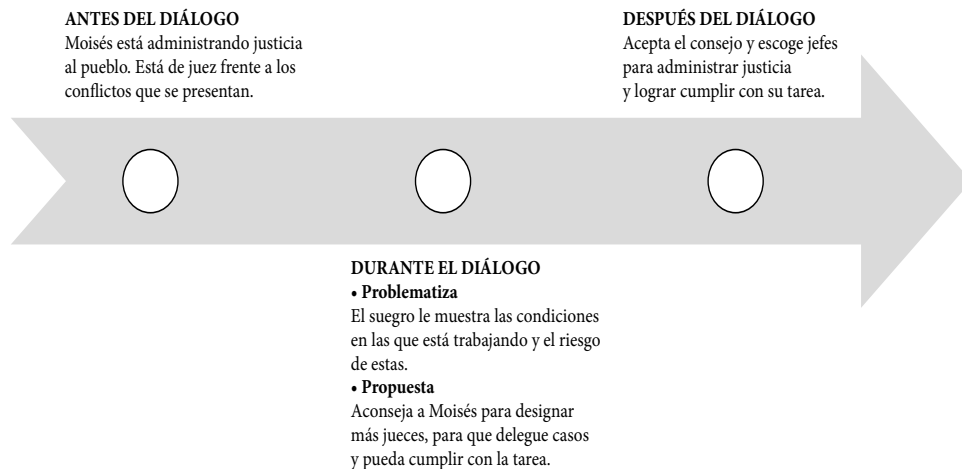 ANTES DEL DIÁLOGO
Moisés está administrando justicia
al pueblo. Está de juez frente a los
conflictos que se presentan.
DURANTE EL DIÁLOGO
• Problematiza
El suegro le muestra las condiciones
en las que está trabajando y el riesgo
de estas.
• Propuesta
Aconseja a Moisés para designar
más jueces, para que delegue casos
y pueda cumplir con la tarea.
DESPUÉS DEL DIÁLOGO
Acepta el consejo y escoge jefes
para administrar justicia
y lograr cumplir con su tarea.